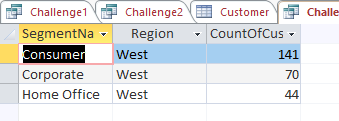 Challenge1 Challenge2 Customer Challe
SegmentNa Region CountOfCus
Consumer West 141
Corporate West 70
Home Office West 44